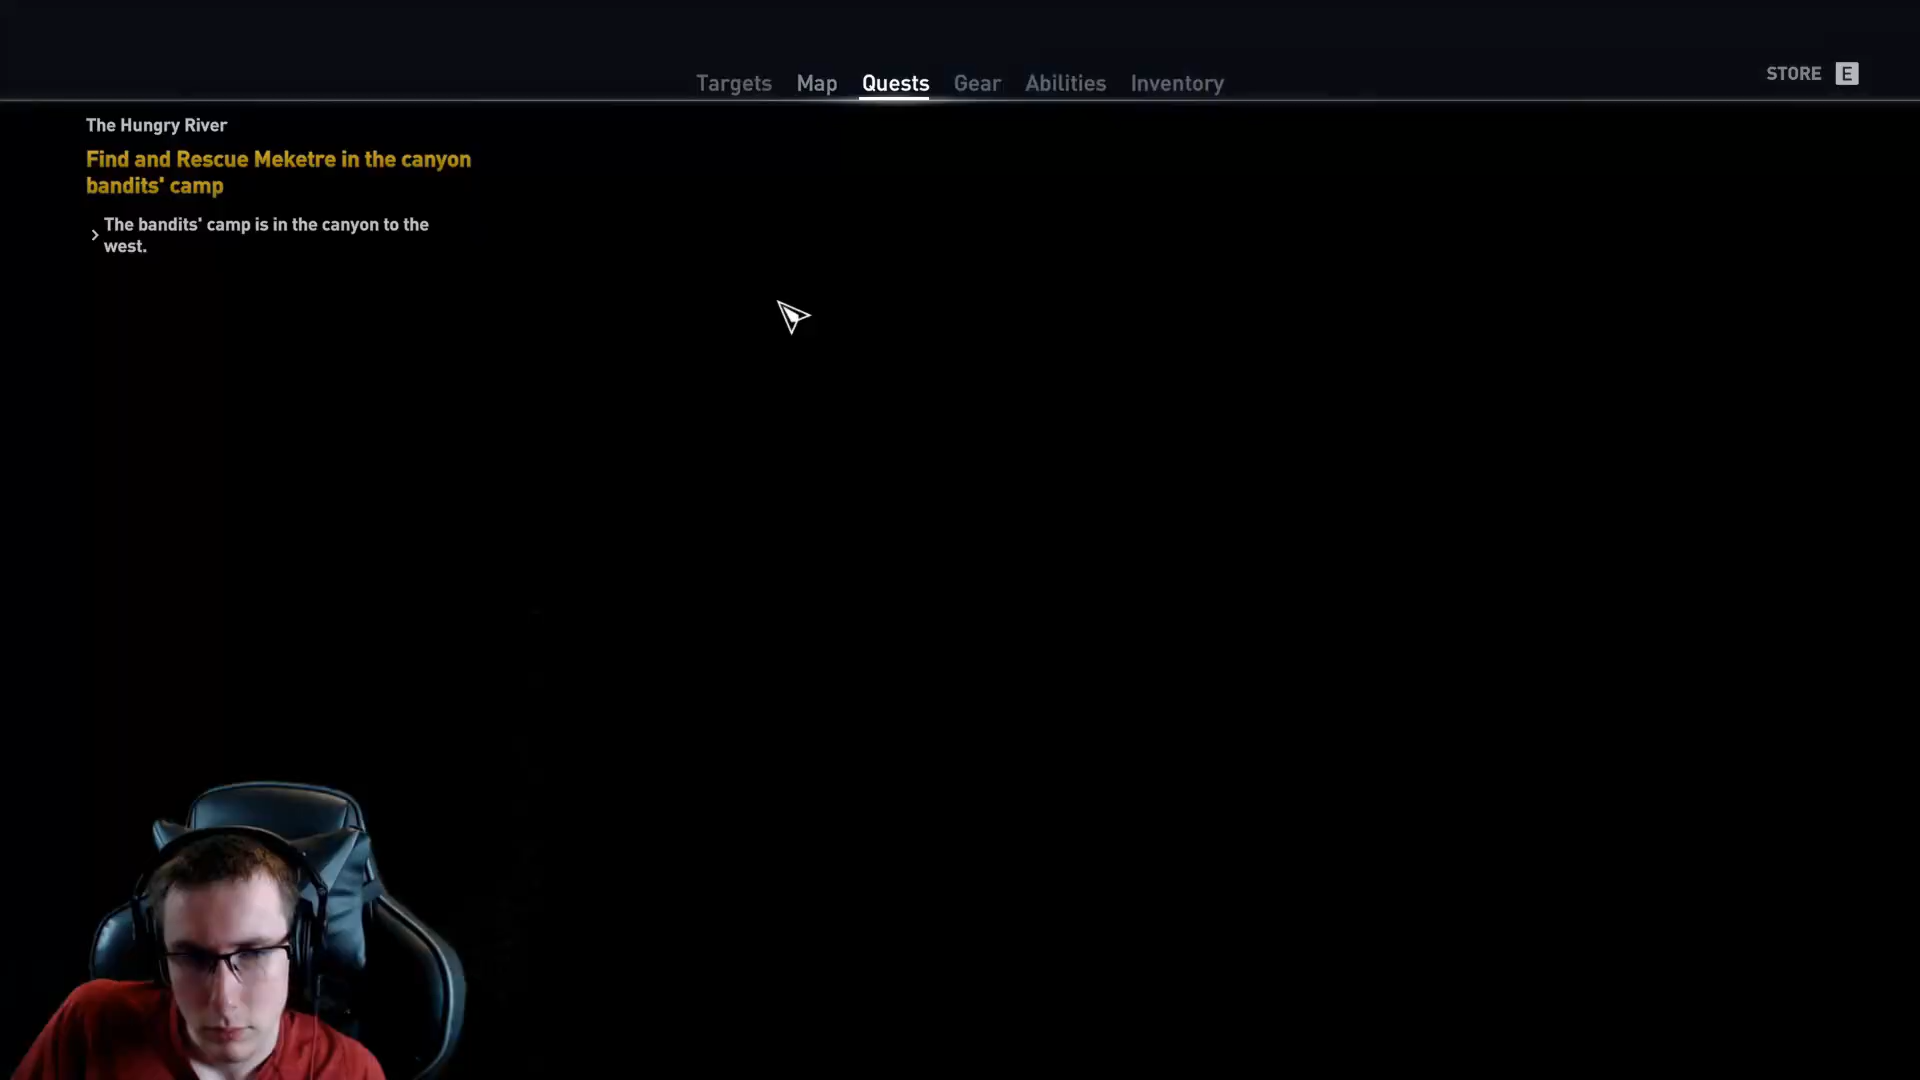 Targets Map Quests Gear Abilities Inventory
STORE E
The Hungry River
Find and Rescue Meketre in the canyon
bandits' camp
The bandits' camp is in the canyon to the
west.